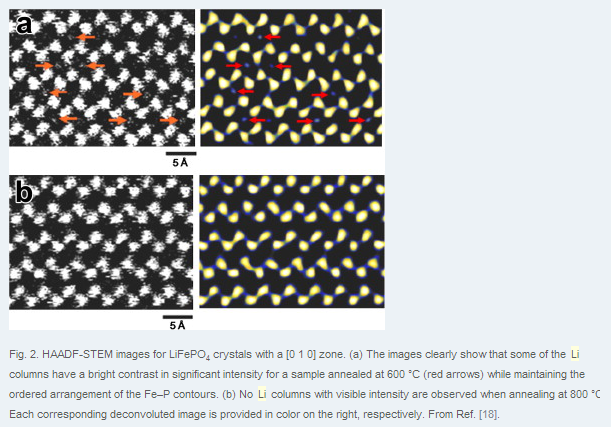 a
5 Å
b
5 Å
Fig. 2. HAADF-STEM images for LiFePO4 crystals with a [0 1 0] zone. (a) The images clearly show that some of the Li
columns have a bright contrast in significant intensity for a sample annealed at 600 °C (red arrows) while maintaining the
ordered arrangement of the Fe–P contours. (b) No Li columns with visible intensity are observed when annealing at 800 °C
Each corresponding deconvoluted image is provided in color on the right, respectively. From Ref. [18].